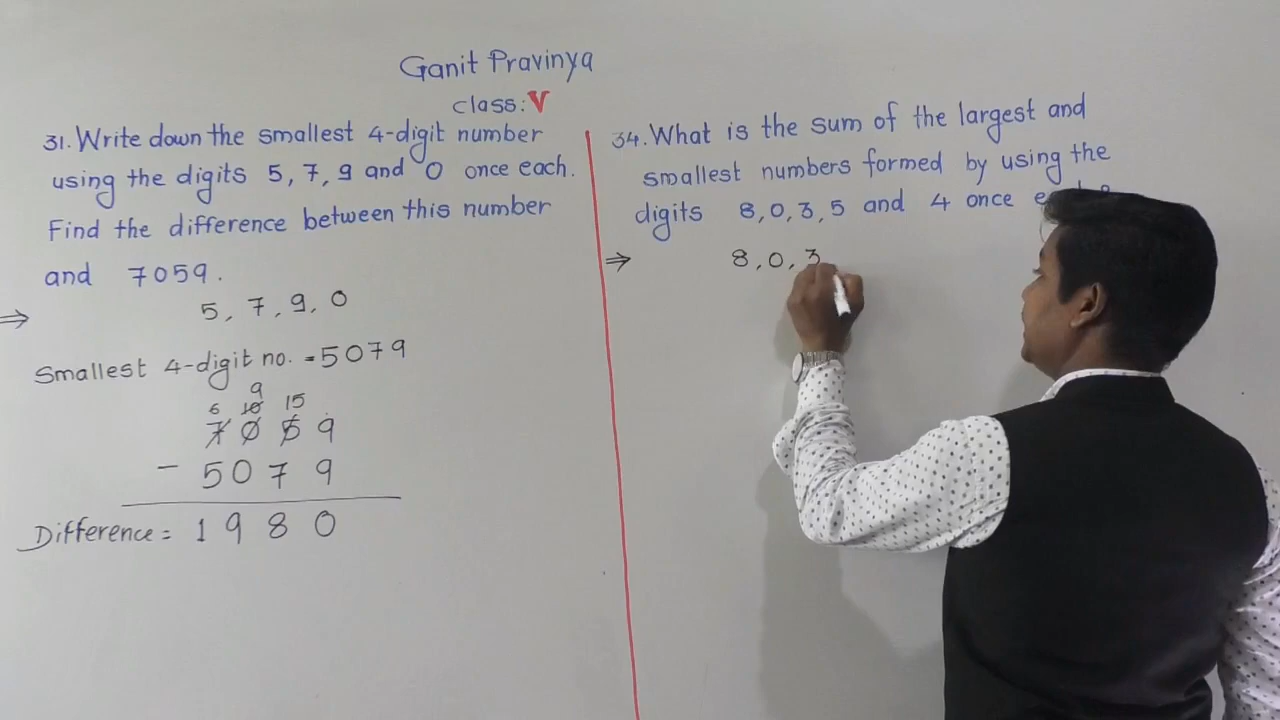 Ganit Pravinya
Class: V
31. Write down the smallest 4-digit number
using the digits 5, 7, 9 and 0 once each.
Find the difference between this number
and 7059.
⇒ 5, 7, 9, 0
Smallest 4-digit no. = 5079
9
6 10 15
7 0 5 9
- 5 0 7 9
Difference = 1 9 8 0
34. What is the sum of the largest and
smallest numbers formed by using the
digits 8, 0, 3, 5 and 4 once
⇒ 8, 0, 3